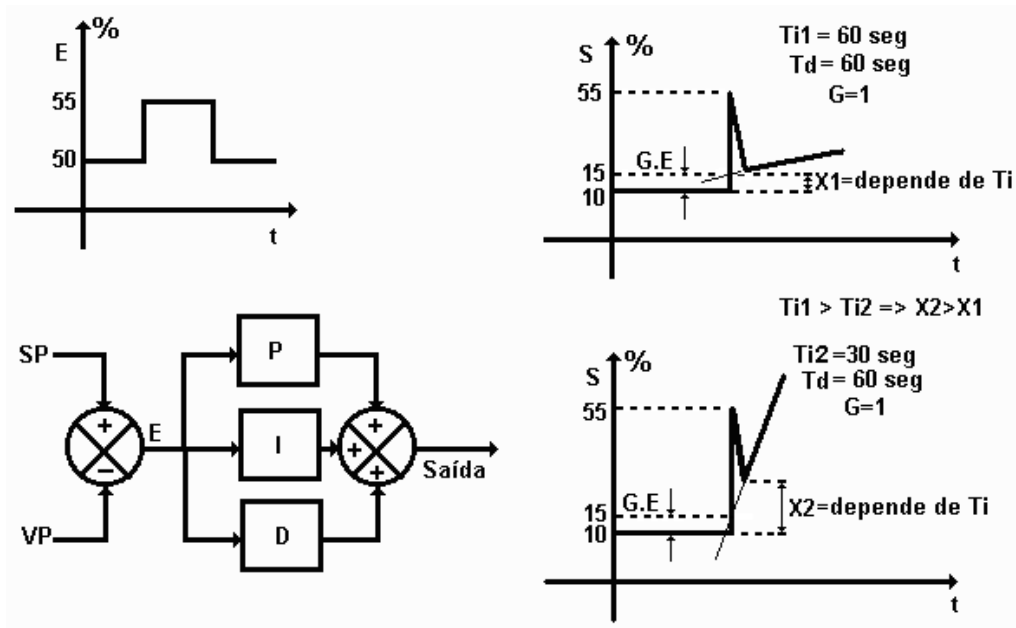 %
E
55
50
t
S
%
Ti1 = 60 seg
Td = 60 seg
G=1
55
G.E
15
10
X1=depende de Ti
t
SP
+
−
E
VP
P
I
D
+
+
+
Saída
Ti1 > Ti2 => X2>X1
S
%
Ti2=30 seg
Td = 60 seg
G=1
55
G.E
15
10
X2=depende de Ti
t